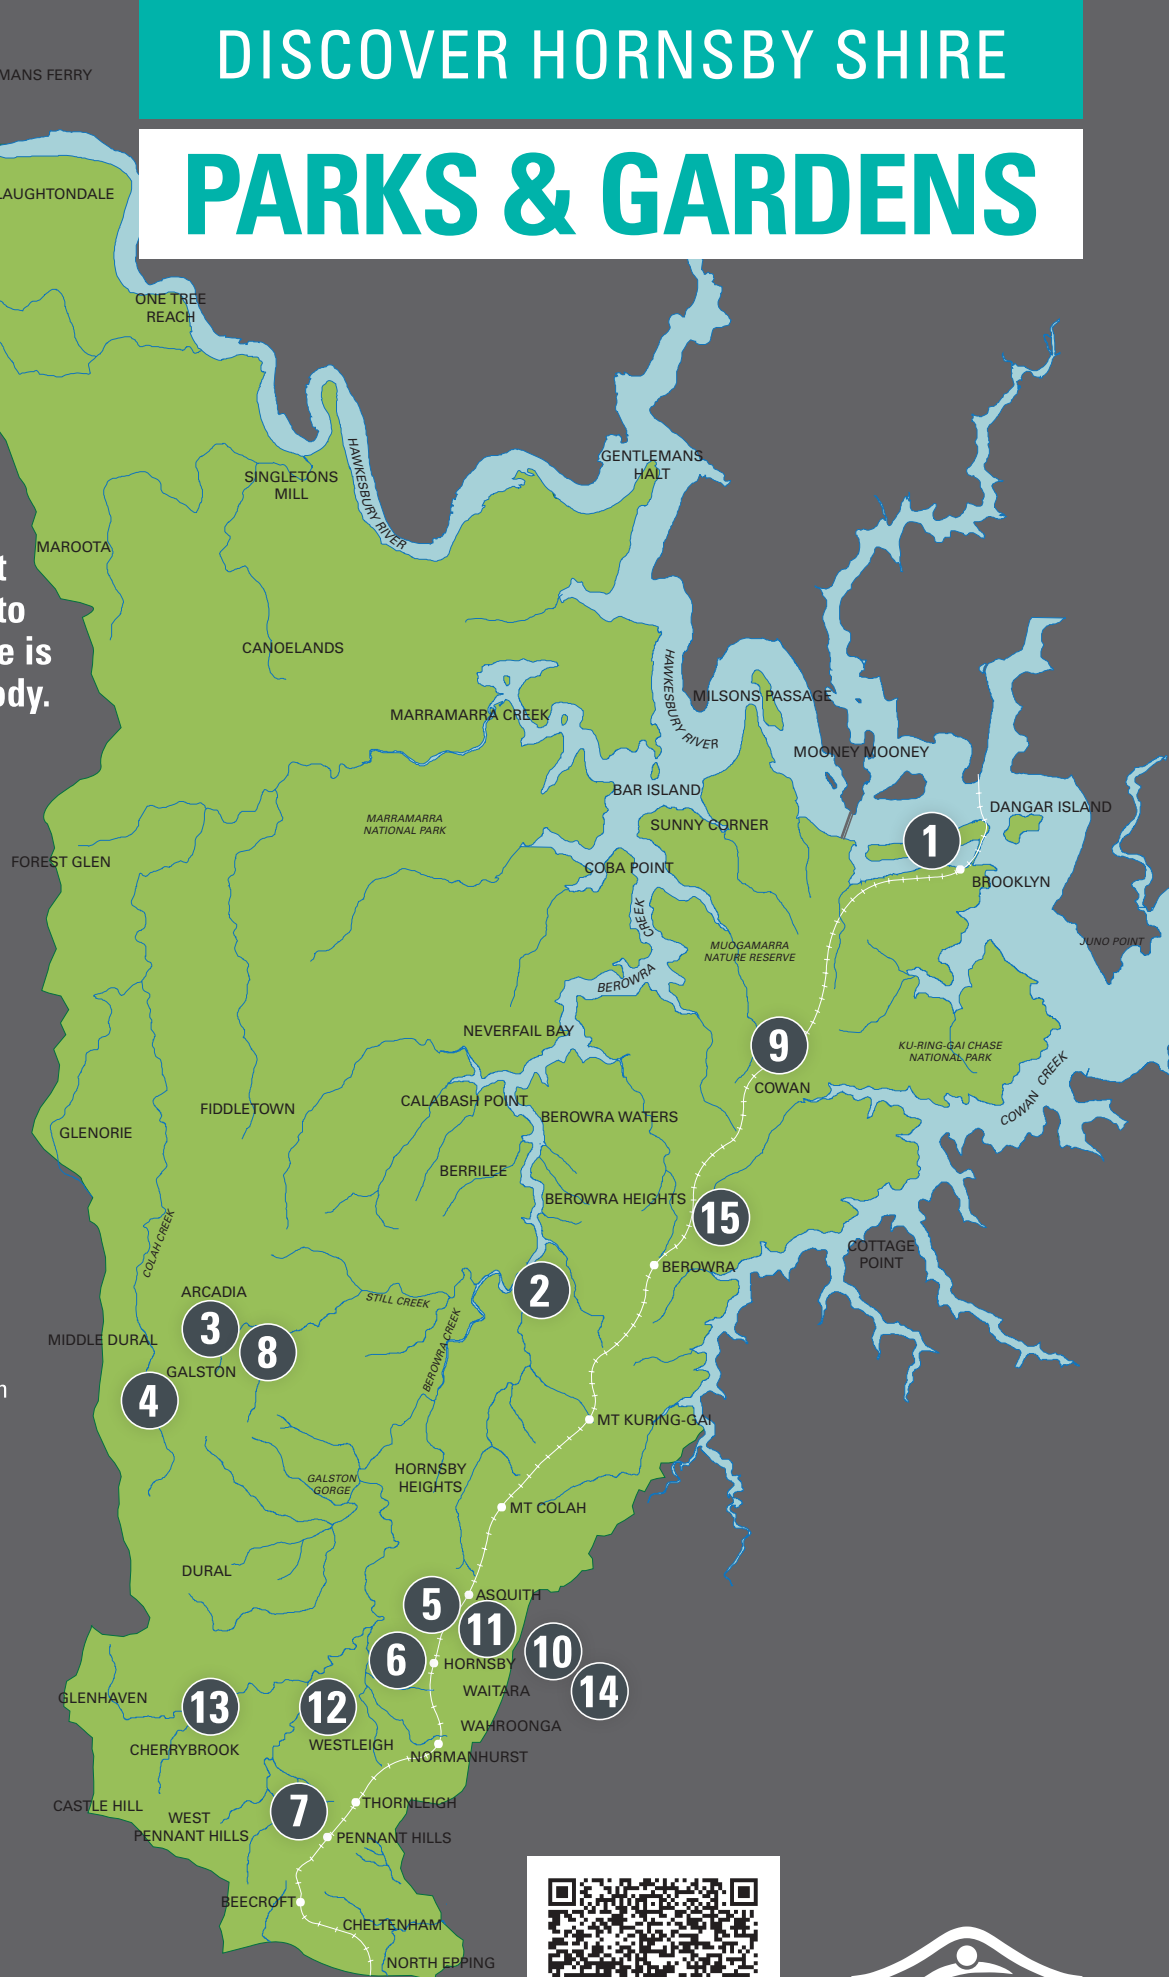 DISCOVER HORNSBY SHIRE
PARKS & GARDENS
MANS FERRY
LAUGHTONDALE
ONE TREE
REACH
GENTLEMANS
HALT
SINGLETONS
MILL
HAWKESBURY RIVER
MAROOTA
t
to
e is
ody.
CANOELANDS
HAWKESBURY RIVER
MILSONS PASSAGE
MARRAMARRA CREEK
MOONEY MOONEY
BAR ISLAND
DANGAR ISLAND
MARRAMARRA
NATIONAL PARK
SUNNY CORNER
1
FOREST GLEN
COBA POINT
BROOKLYN
CREEK
BEROWRA
MUOGAMARRA
NATURE RESERVE
JUNO POINT
NEVERFAIL BAY
9
KU-RING-GAI CHASE
NATIONAL PARK
COWAN
COWAN CREEK
CALABASH POINT
FIDDLETOWN
BEROWRA WATERS
GLENORIE
BERRILEE
BEROWRA HEIGHTS
15
COLAH CREEK
COTTAGE
POINT
BEROWRA
ARCADIA
2
STILL CREEK
3
MIDDLE DURAL
8
BEROWRA CREEK
GALSTON
4
n
MT KURING-GAI
HORNSBY
HEIGHTS
GALSTON
GORGE
MT COLAH
DURAL
ASQUITH
5
11
10
6
HORNSBY
14
WAITARA
GLENHAVEN
13
12
WAHROONGA
CHERRYBROOK
WESTLEIGH
NORMANHURST
CASTLE HILL
7
THORNLEIGH
WEST
PENNANT HILLS
PENNANT HILLS
BEECROFT
CHELTENHAM
NORTH EPPING